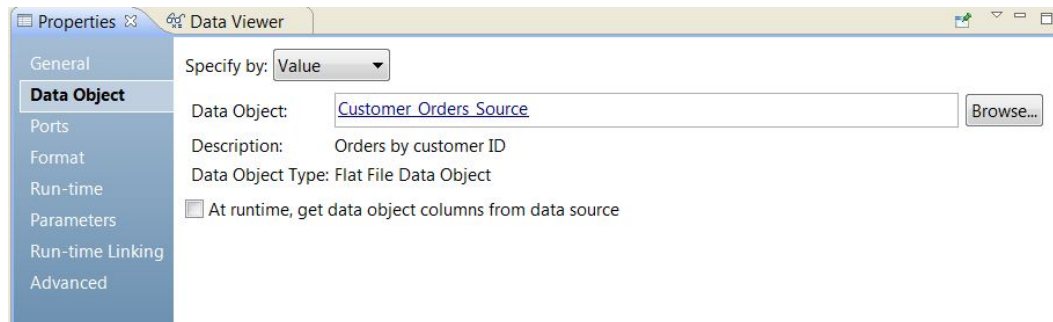 Properties Data Viewer
General
Data Object
Ports
Format
Run-time
Parameters
Run-time Linking
Advanced
Specify by: Value
Data Object: Customer_Orders_Source Browse...
Description: Orders by customer ID
Data Object Type: Flat File Data Object
At runtime, get data object columns from data source